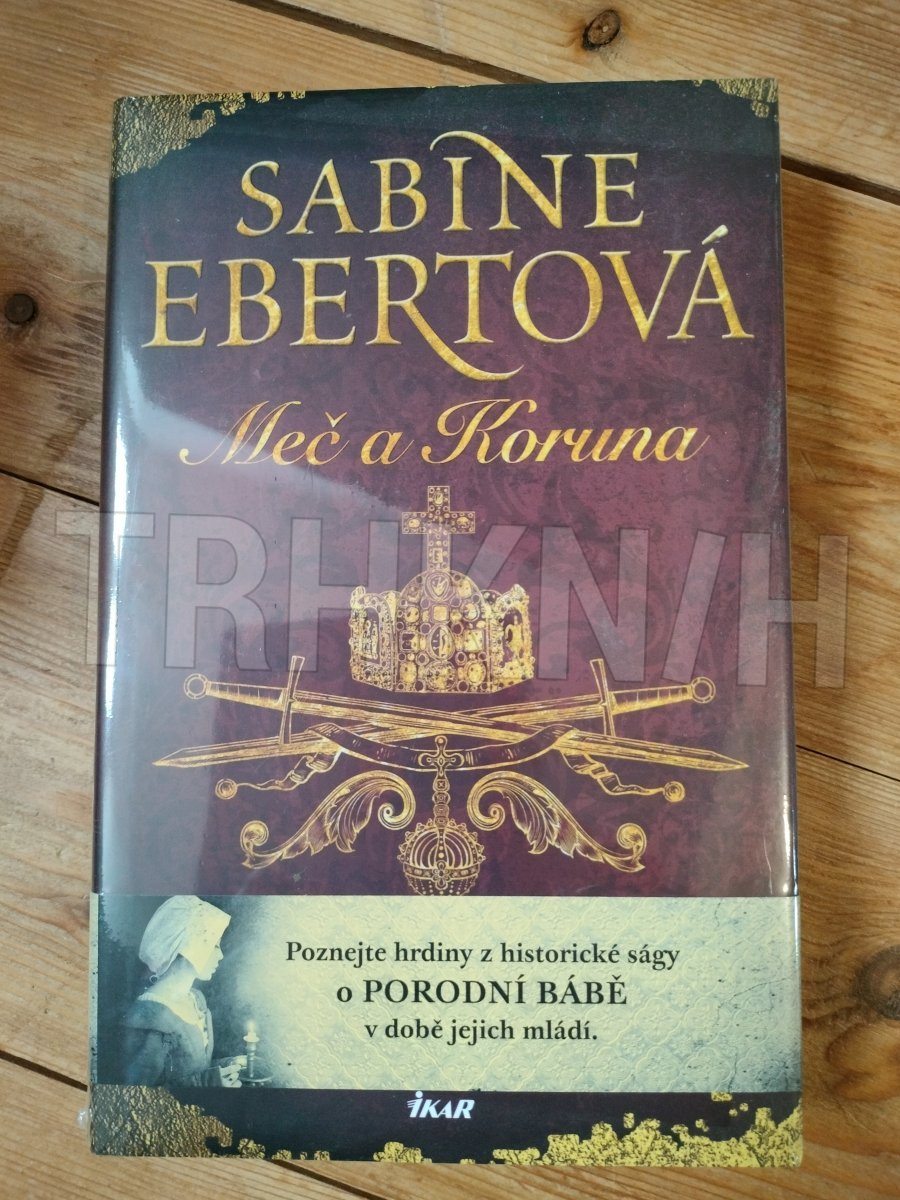 SABINE
EBERTOVÁ
Meč a Koruna
TRHKNIH
Poznejte hrdiny z historické ságy
o PORODNÍ BÁBĚ
v době jejich mládí.
IKAR